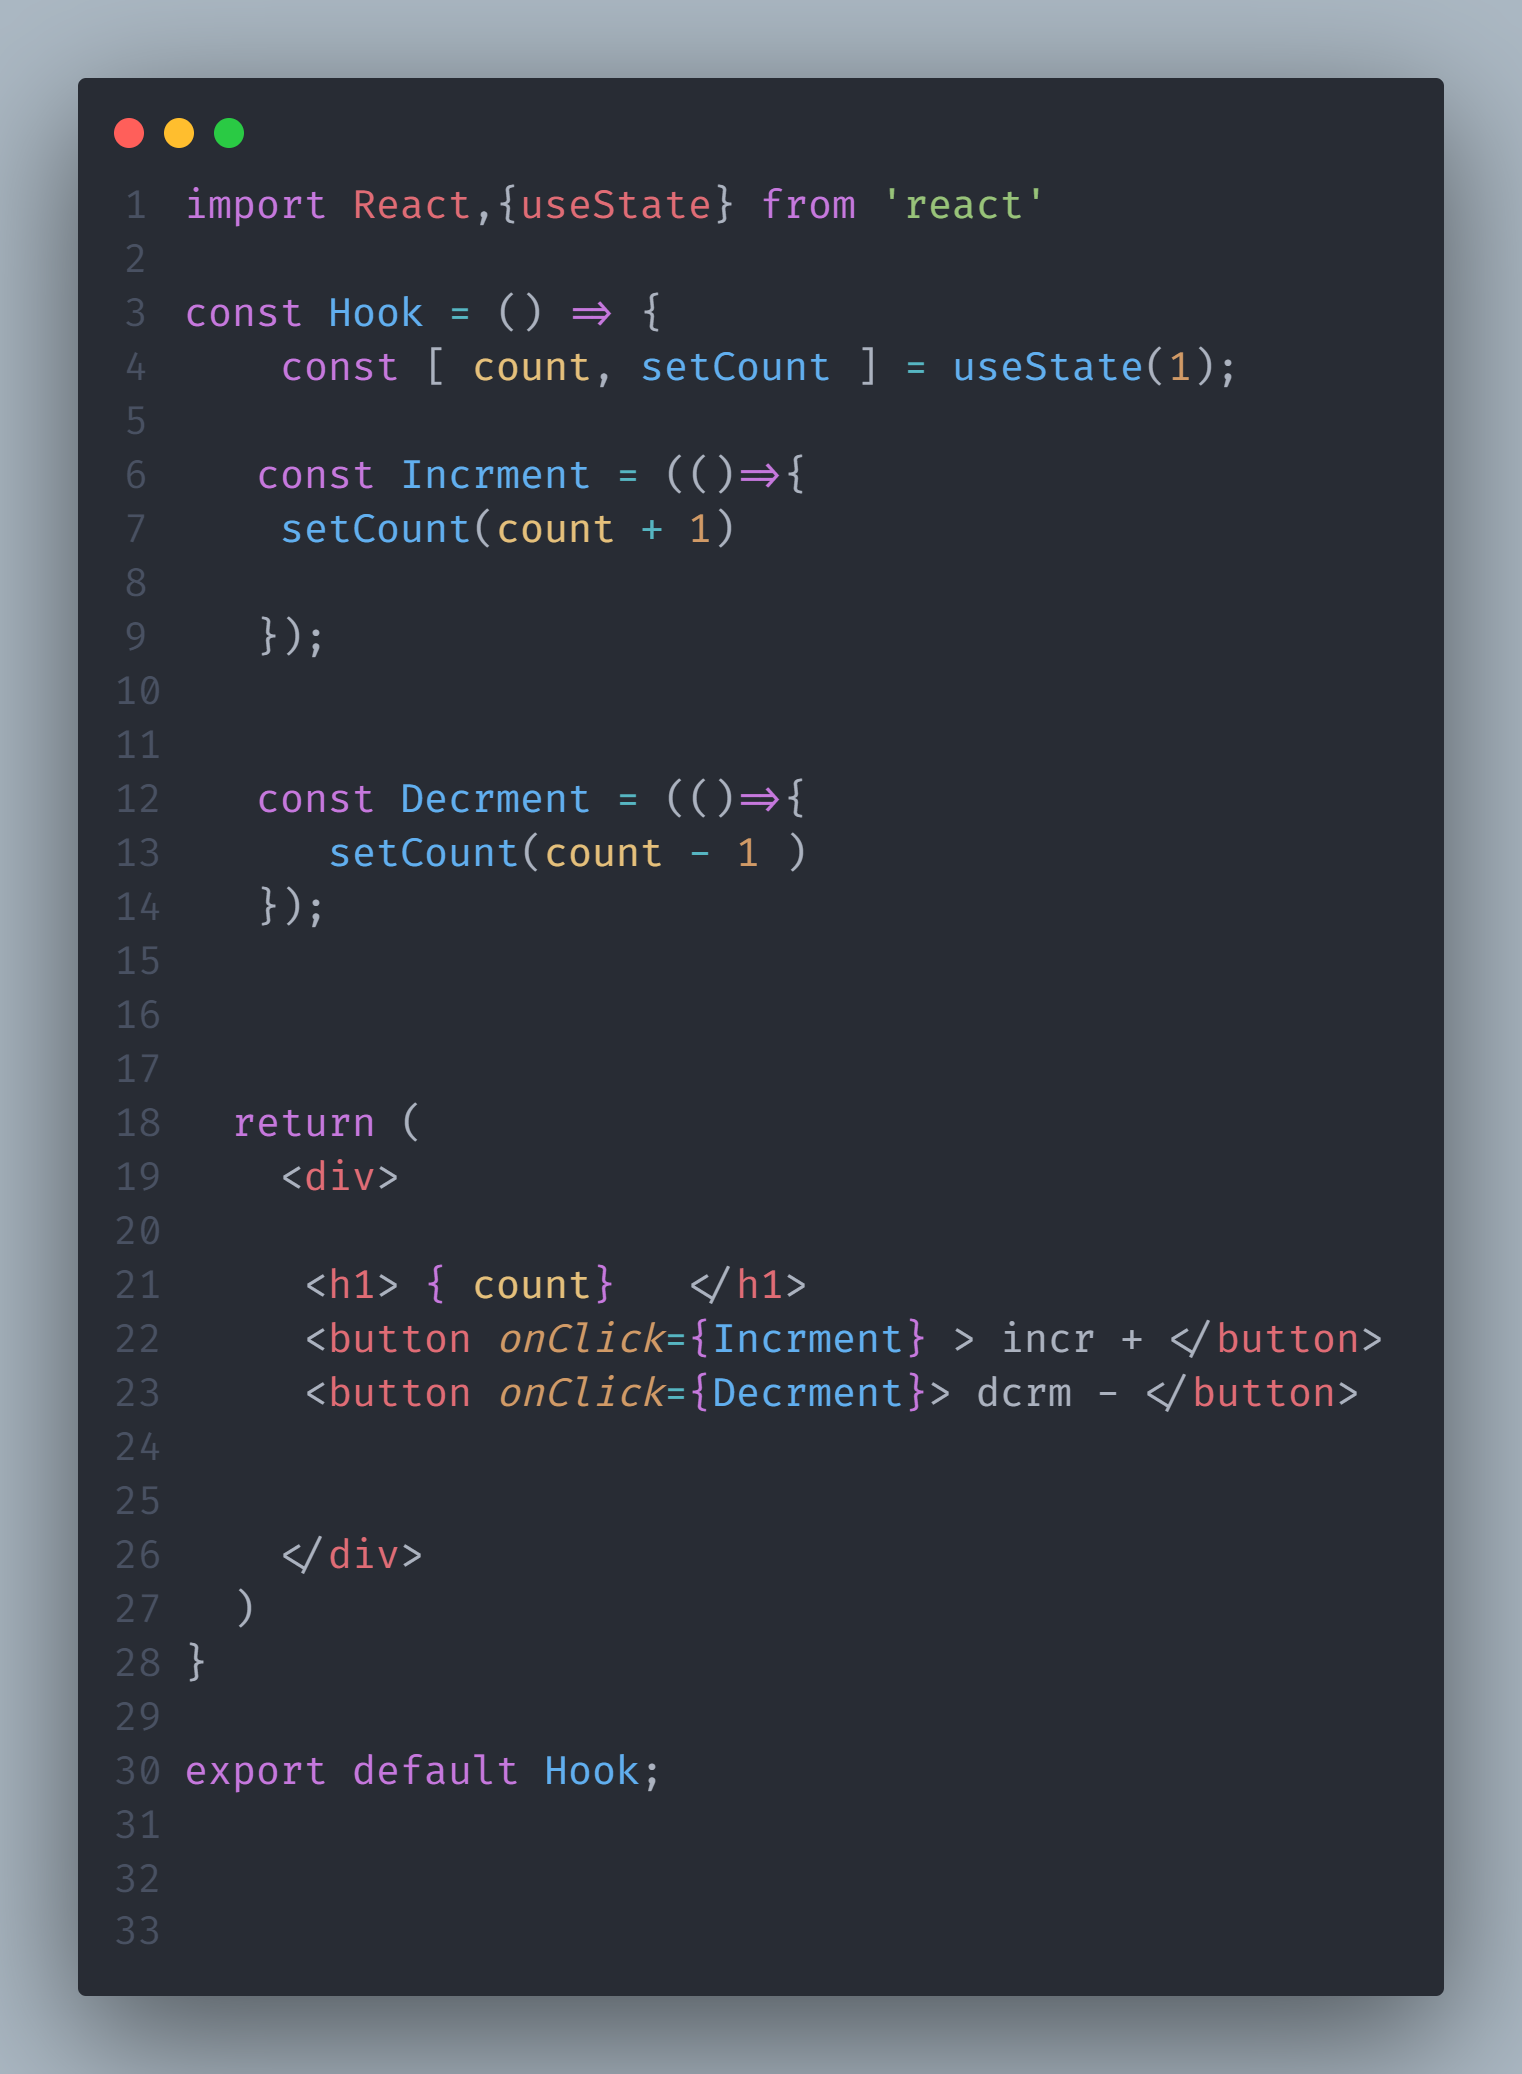 1 import React,{useState} from 'react'
2
3 const Hook = () => {
4     const [ count, setCount ] = useState(1);
5
6    const Incrment = (()=>{
7     setCount(count + 1)
8
9    });
10
11
12    const Decrment = (()=>{
13       setCount(count - 1 )
14    });
15
16
17
18   return (
19     <div>
20
21      <h1> { count}   </h1>
22      <button onClick={Incrment} > incr + </button>
23      <button onClick={Decrment}> dcrm - </button>
24
25
26     </div>
27   )
28 }
29
30 export default Hook;
31
32
33